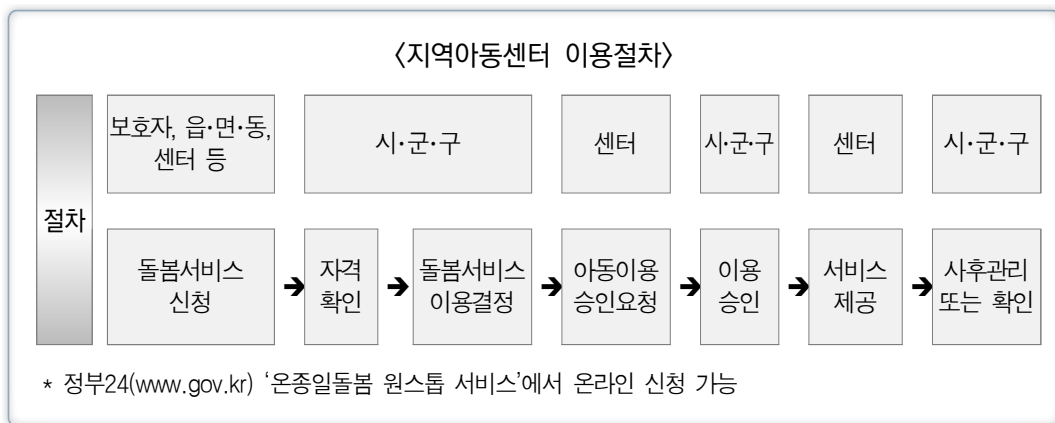 〈지역아동센터 이용절차〉
절차
보호자, 읍·면·동,
센터 등
시·군·구
센터
시·군·구
센터
시·군·구
돌봄서비스
신청
➔
자격
확인
➔
돌봄서비스
이용결정
➔
아동이용
승인요청
➔
이용
승인
➔
서비스
제공
➔
사후관리
또는 확인
* 정부24(www.gov.kr) ‘온종일돌봄 원스톱 서비스’에서 온라인 신청 가능